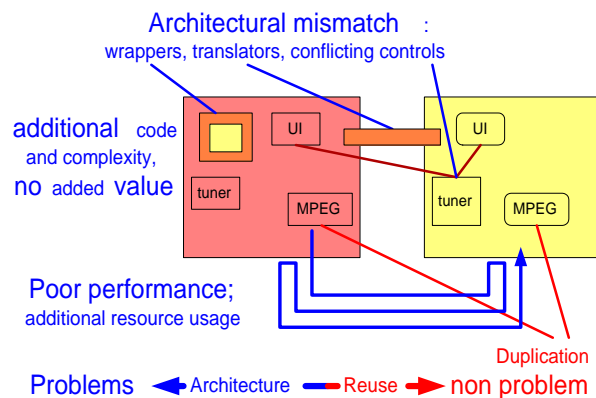 Architectural mismatch :
wrappers, translators, conflicting controls
additional code
and complexity,
no added value
UI
UI
tuner
tuner
MPEG
MPEG
Poor performance;
additional resource usage
Duplication
Problems Architecture Reuse non problem